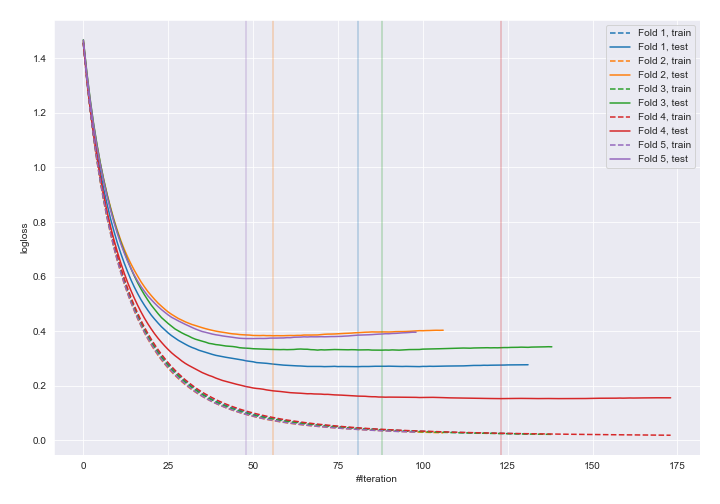 1.4
1.2
1.0
0.8
0.6
0.4
0.2
0.0
logloss
0 25 50 75 100 125 150 175
#Iteration
Fold 1, train
Fold 1, test
Fold 2, train
Fold 2, test
Fold 3, train
Fold 3, test
Fold 4, train
Fold 4, test
Fold 5, train
Fold 5, test